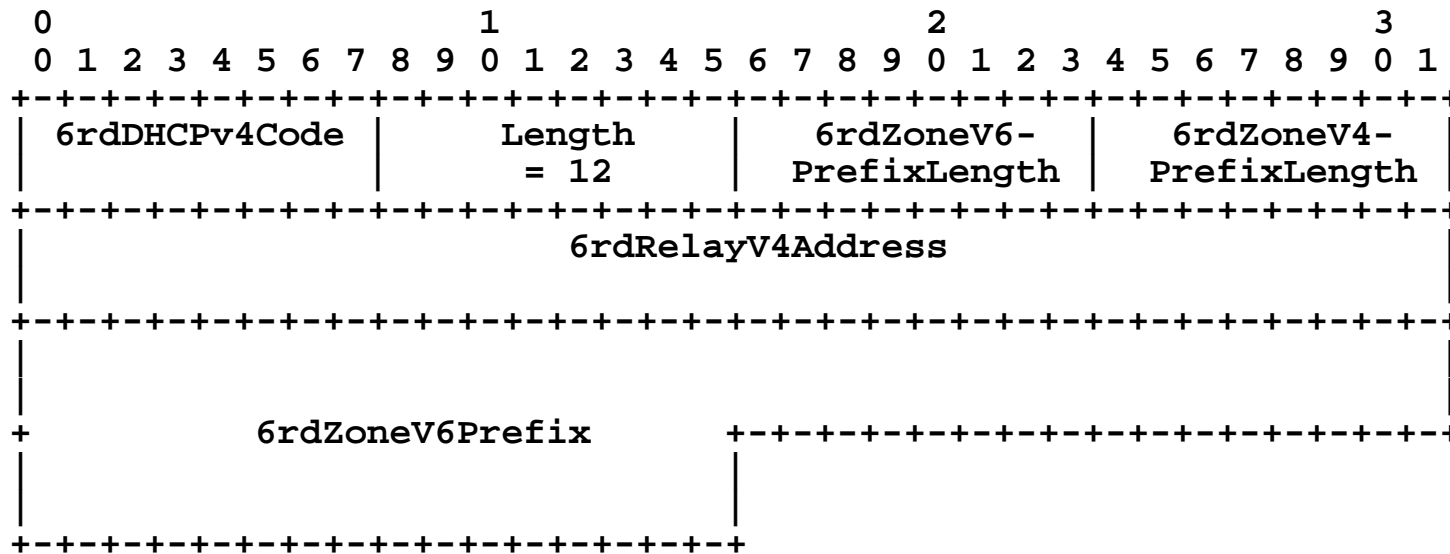 0 1 2 3
0 1 2 3 4 5 6 7 8 9 0 1 2 3 4 5 6 7 8 9 0 1 2 3 4 5 6 7 8 9 0 1
+-+-+-+-+-+-+-+-+-+-+-+-+-+-+-+-+-+-+-+-+-+-+-+-+-+-+-+-+-+-+-+-+
| 6rdDHCPv4Code | Length | 6rdZoneV6- | 6rdZoneV4- |
| | = 12 | PrefixLength | PrefixLength |
+-+-+-+-+-+-+-+-+-+-+-+-+-+-+-+-+-+-+-+-+-+-+-+-+-+-+-+-+-+-+-+-+
| 6rdRelayV4Address |
| |
+-+-+-+-+-+-+-+-+-+-+-+-+-+-+-+-+-+-+-+-+-+-+-+-+-+-+-+-+-+-+-+-+
| |
| |
+ 6rdZoneV6Prefix +-+-+-+-+-+-+-+-+-+-+-+-+-+-+-+-+
| |
| |
+-+-+-+-+-+-+-+-+-+-+-+-+-+-+-+-+